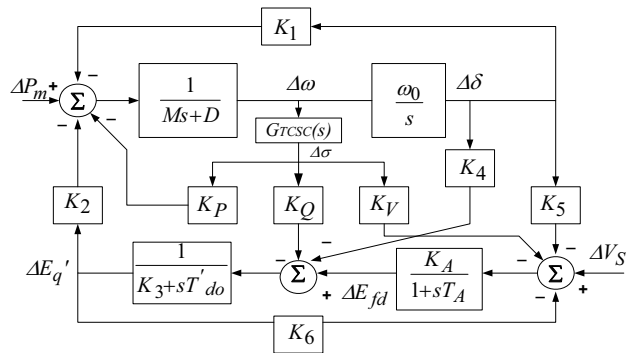 K1
ΔPm + −
Σ
− −
1
Ms+D
Δω
ω0
s
Δδ
GTCSC(s)
Δσ
K2
KP
KQ
KV
K4
K5
ΔEq'
1
K3+sT'do
− −
Σ
+
ΔEfd
KA
1+sTA
− −
Σ
− +
ΔVS
K6